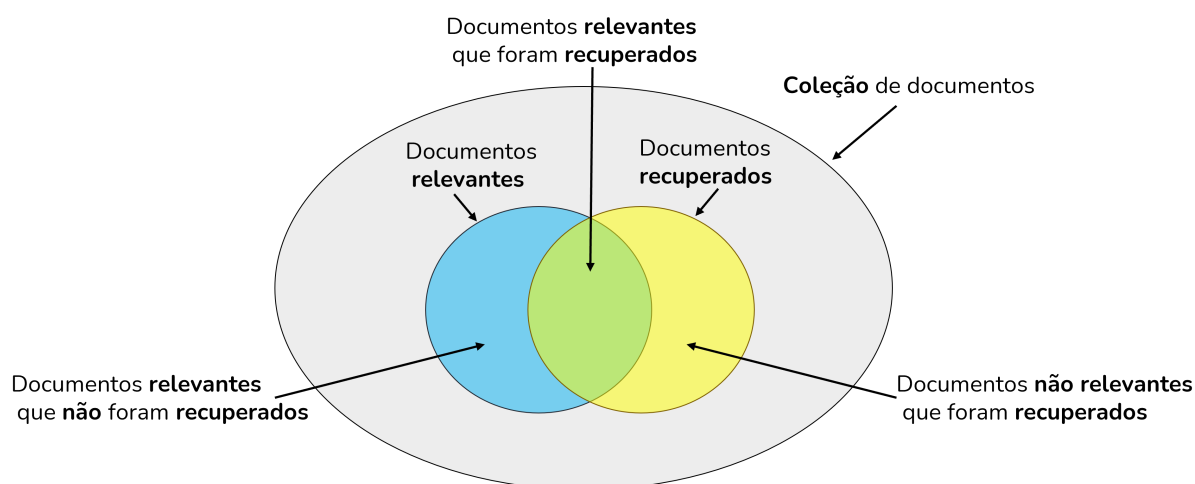 Documentos relevantes
que foram recuperados
Coleção de documentos
Documentos
relevantes
Documentos
recuperados
Documentos relevantes
que não foram recuperados
Documentos não relevantes
que foram recuperados